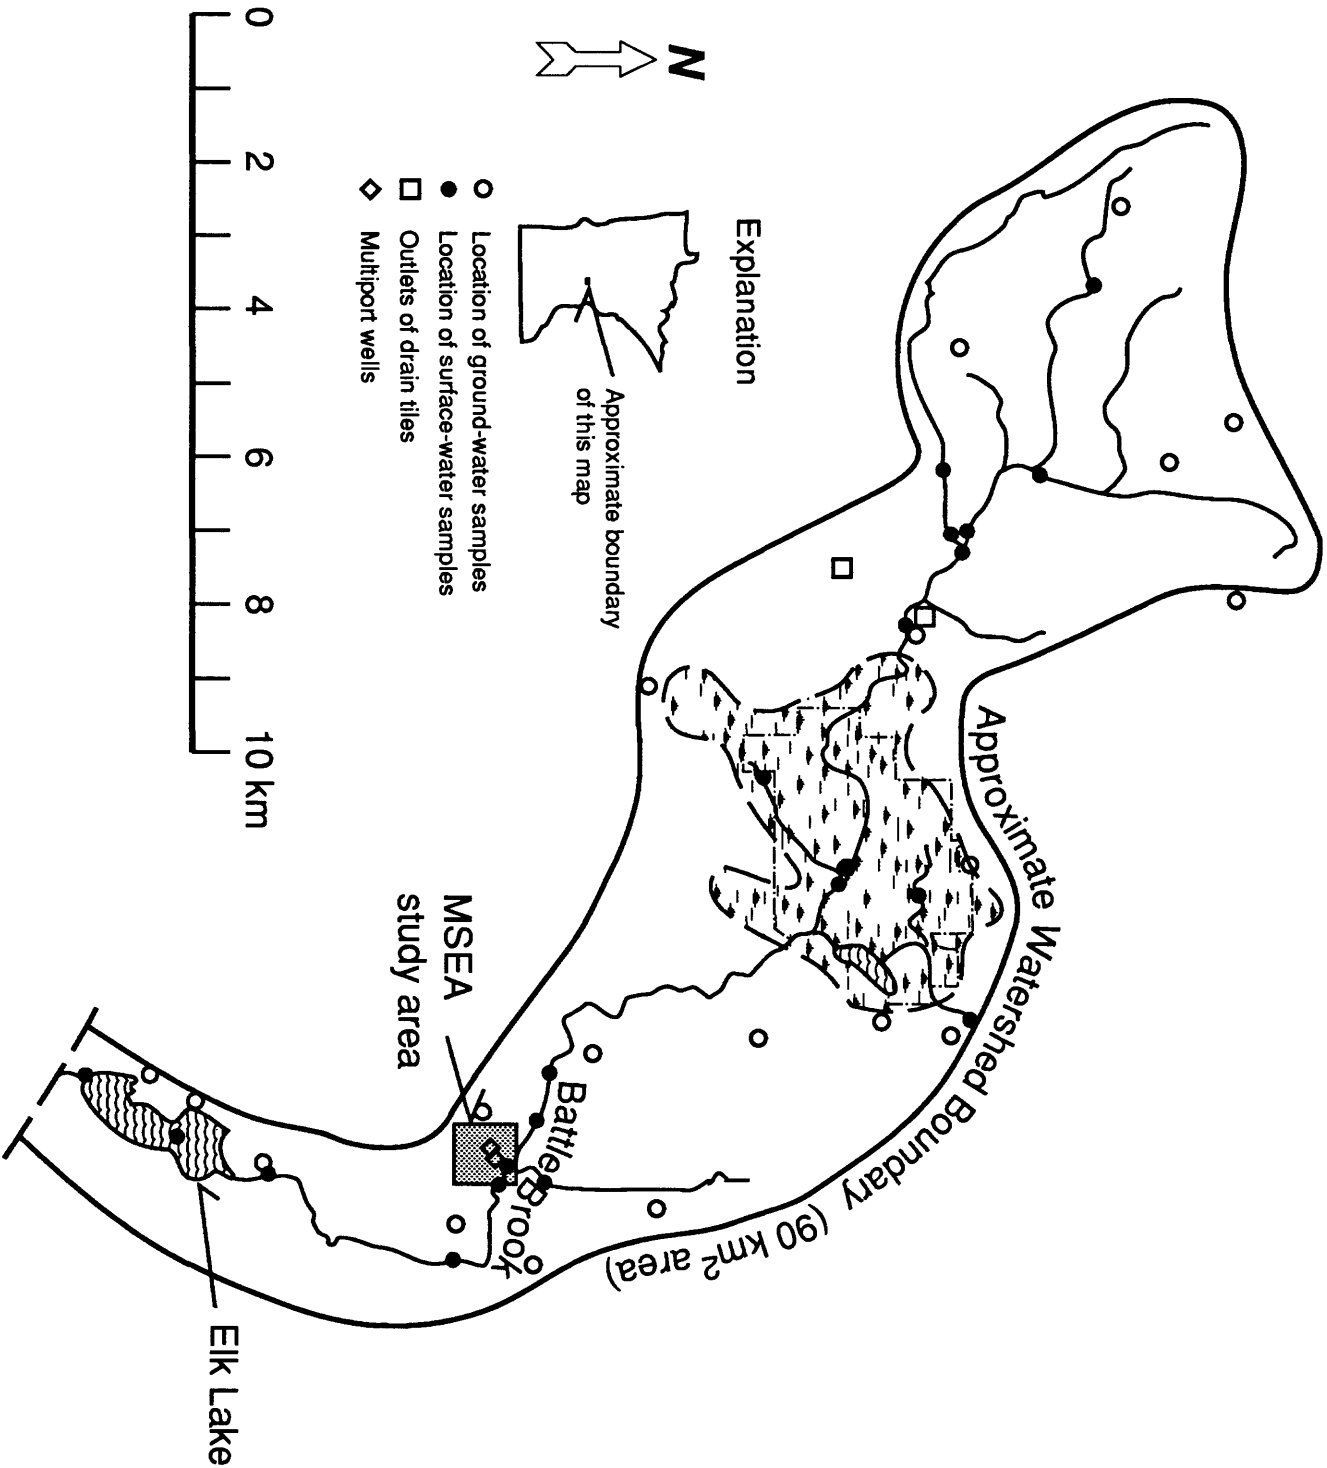 Approximate Watershed Boundary (90 km² area)
Battle Brook
MSEA
study area
Elk Lake
N
Explanation
Approximate boundary
of this map
Location of ground-water samples
Location of surface-water samples
Outlets of drain tiles
Multiport wells
0 2 4 6 8 10 km